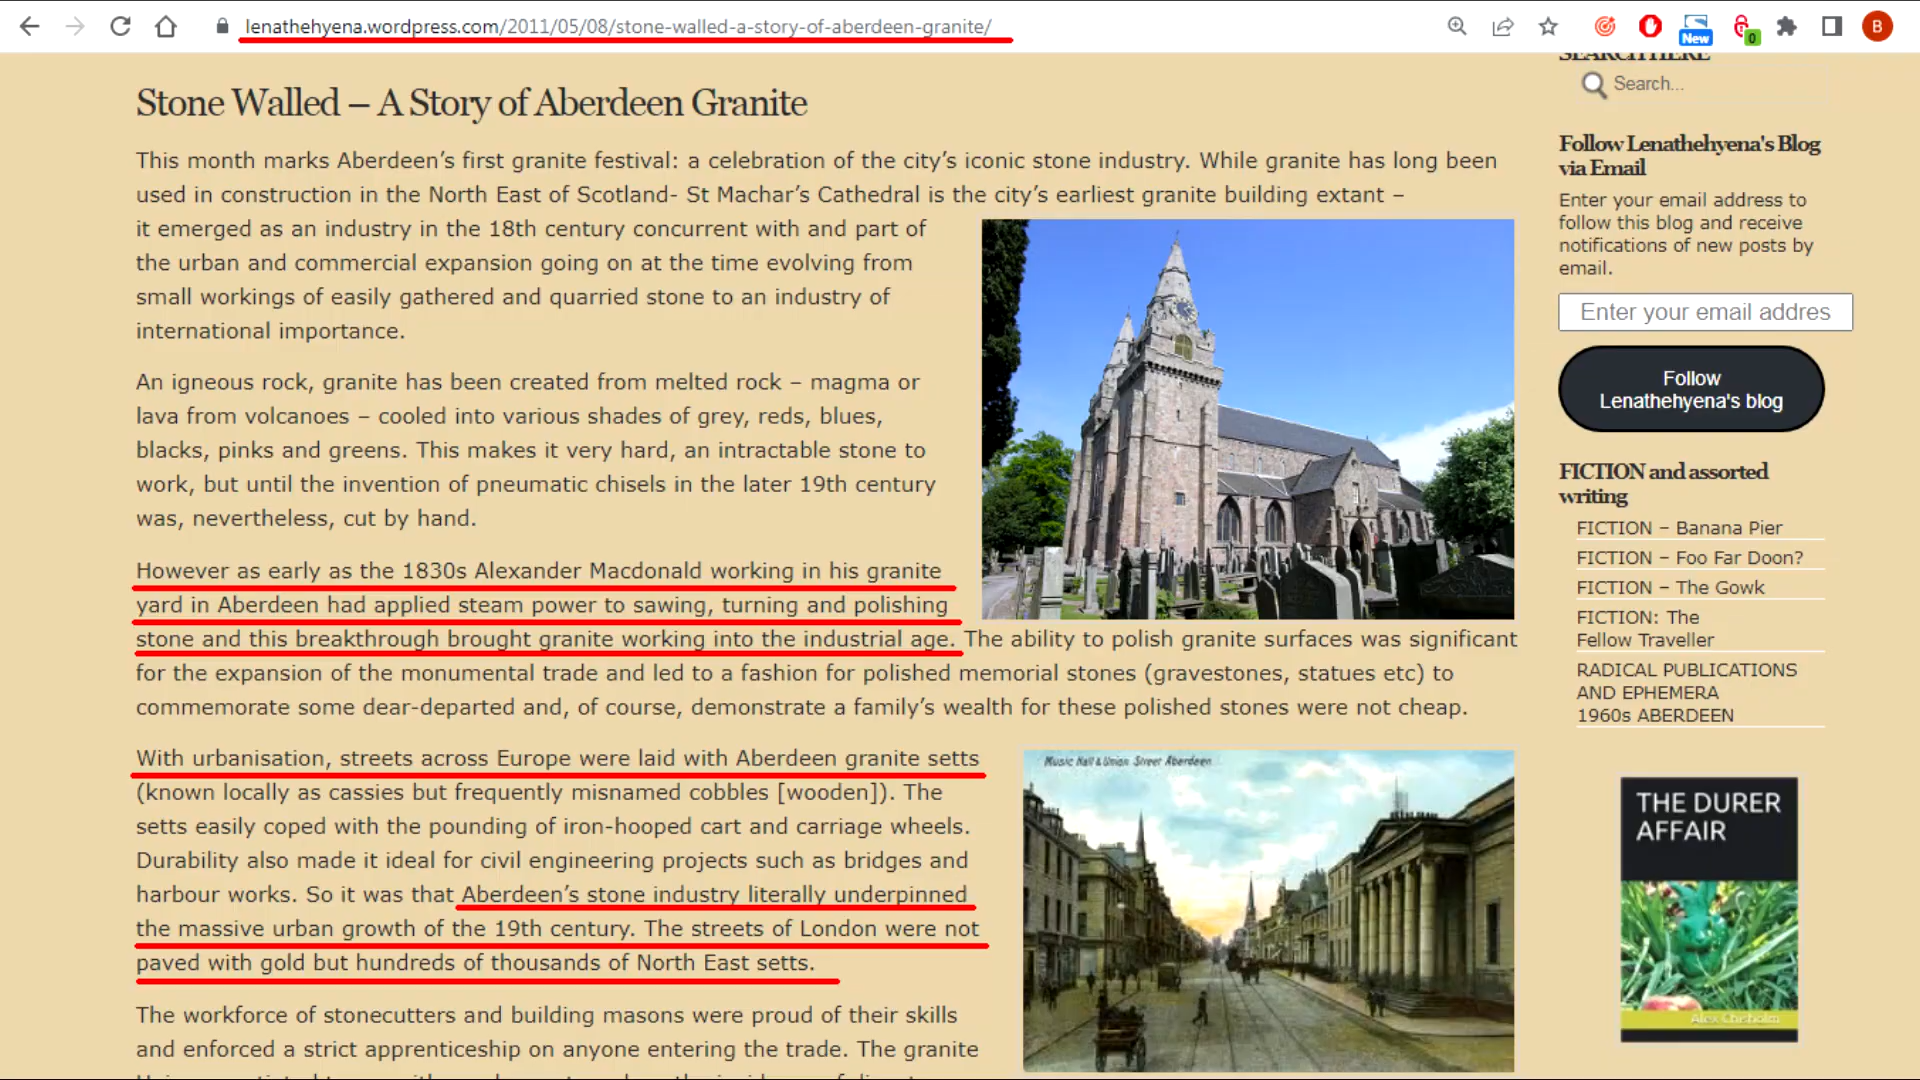 lenathehyena.wordpress.com/2011/05/08/stone-walled-a-story-of-aberdeen-granite/
New
0
B
Stone Walled – A Story of Aberdeen Granite
This month marks Aberdeen's first granite festival: a celebration of the city's iconic stone industry. While granite has long been
used in construction in the North East of Scotland- St Machar's Cathedral is the city's earliest granite building extant –
it emerged as an industry in the 18th century concurrent with and part of
the urban and commercial expansion going on at the time evolving from
small workings of easily gathered and quarried stone to an industry of
international importance.
An igneous rock, granite has been created from melted rock – magma or
lava from volcanoes – cooled into various shades of grey, reds, blues,
blacks, pinks and greens. This makes it very hard, an intractable stone to
work, but until the invention of pneumatic chisels in the later 19th century
was, nevertheless, cut by hand.
However as early as the 1830s Alexander Macdonald working in his granite
yard in Aberdeen had applied steam power to sawing, turning and polishing
stone and this breakthrough brought granite working into the industrial age. The ability to polish granite surfaces was significant
for the expansion of the monumental trade and led to a fashion for polished memorial stones (gravestones, statues etc) to
commemorate some dear-departed and, of course, demonstrate a family's wealth for these polished stones were not cheap.
With urbanisation, streets across Europe were laid with Aberdeen granite setts
(known locally as cassies but frequently misnamed cobbles [wooden]). The
setts easily coped with the pounding of iron-hooped cart and carriage wheels.
Durability also made it ideal for civil engineering projects such as bridges and
harbour works. So it was that Aberdeen's stone industry literally underpinned
the massive urban growth of the 19th century. The streets of London were not
paved with gold but hundreds of thousands of North East setts.
The workforce of stonecutters and building masons were proud of their skills
and enforced a strict apprenticeship on anyone entering the trade. The granite
Music Hall & Union Street Aberdeen
SEARCH HERE
Search...
Follow Lenathehyena's Blog
via Email
Enter your email address to
follow this blog and receive
notifications of new posts by
email.
Enter your email addres
Follow
Lenathehyena's blog
FICTION and assorted
writing
FICTION – Banana Pier
FICTION – Foo Far Doon?
FICTION – The Gowk
FICTION: The
Fellow Traveller
RADICAL PUBLICATIONS
AND EPHEMERA
1960s ABERDEEN
THE DURER
AFFAIR
Alex Chisholm